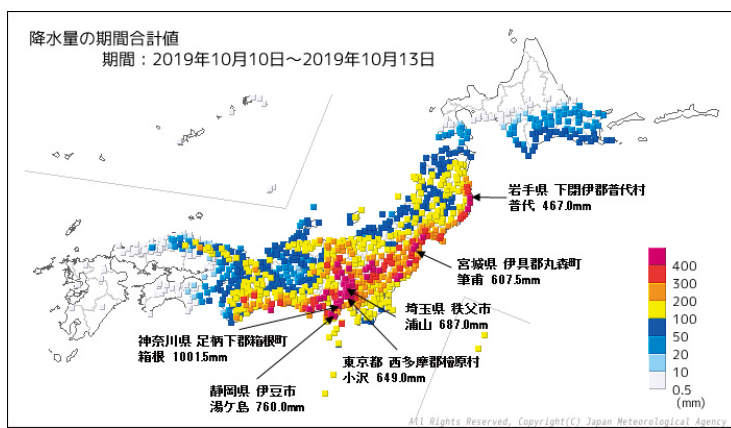 降水量の期間合計値
期間：2019年10月10日～2019年10月13日
岩手県 下閉伊郡普代村
普代 467.0mm
宮城県 伊具郡丸森町
筆甫 607.5mm
埼玉県 秩父市
浦山 687.0mm
神奈川県 足柄下郡箱根町
箱根 1001.5mm
東京都 西多摩郡檜原村
小沢 649.0mm
静岡県 伊豆市
湯ケ島 760.0mm
400
300
200
100
50
20
10
0.5
(mm)
All Rights Reserved, Copyright(C) Japan Meteorological Agency